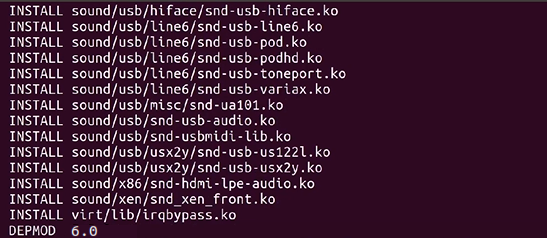 INSTALL sound/usb/hiface/snd-usb-hiface.ko
INSTALL sound/usb/line6/snd-usb-line6.ko
INSTALL sound/usb/line6/snd-usb-pod.ko
INSTALL sound/usb/line6/snd-usb-podhd.ko
INSTALL sound/usb/line6/snd-usb-toneport.ko
INSTALL sound/usb/line6/snd-usb-variax.ko
INSTALL sound/usb/misc/snd-ua101.ko
INSTALL sound/usb/snd-usb-audio.ko
INSTALL sound/usb/snd-usbmidi-lib.ko
INSTALL sound/usb/usx2y/snd-usb-us122l.ko
INSTALL sound/usb/usx2y/snd-usb-usx2y.ko
INSTALL sound/x86/snd-hdmi-lpe-audio.ko
INSTALL sound/xen/snd_xen_front.ko
INSTALL virt/lib/irqbypass.ko
DEPMOD 6.0